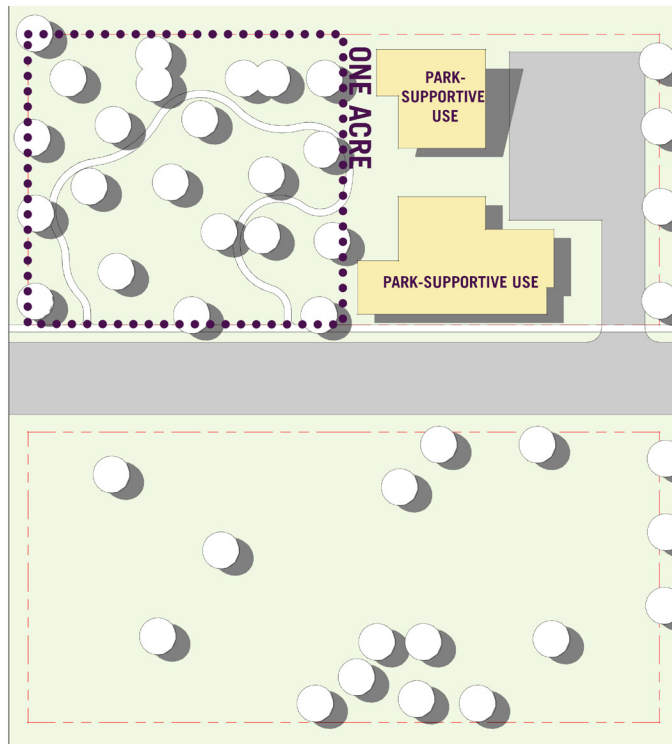 ONE ACRE
PARK-
SUPPORTIVE
USE
PARK-SUPPORTIVE USE